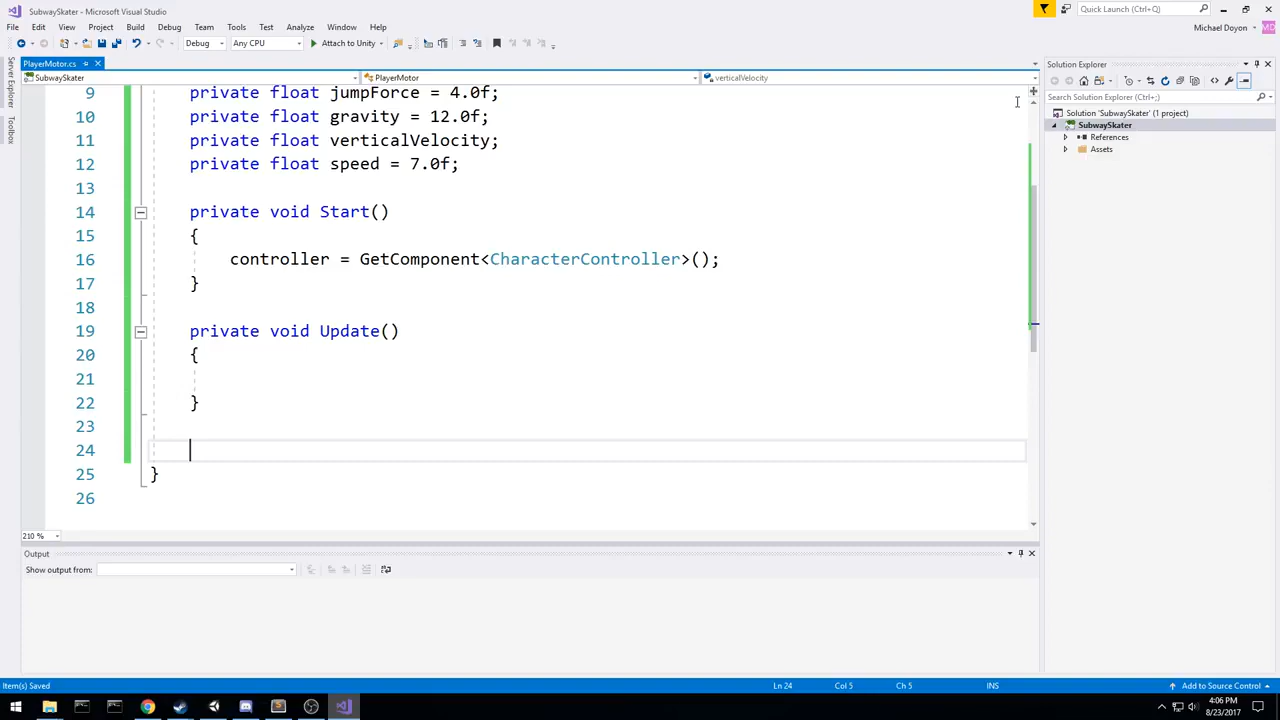 SubwaySkater - Microsoft Visual Studio
Quick Launch (Ctrl+Q)
File Edit View Project Build Debug Team Tools Test Analyze Window Help
Michael Doyon
MD
Debug Any CPU Attach to Unity
Server Explorer
Toolbox
PlayerMotor.cs
SubwaySkater PlayerMotor verticalVelocity
9 private float jumpForce = 4.0f;
10 private float gravity = 12.0f;
11 private float verticalVelocity;
12 private float speed = 7.0f;
13
14 private void Start()
15 {
16 controller = GetComponent<CharacterController>();
17 }
18
19 private void Update()
20 {
21
22 }
23
24
25 }
26
210 %
Output
Show output from:
Solution Explorer
Search Solution Explorer (Ctrl+;)
Solution 'SubwaySkater' (1 project)
SubwaySkater
References
Assets
Item(s) Saved Ln 24 Col 5 Ch 5 INS Add to Source Control
4:06 PM
8/23/2017